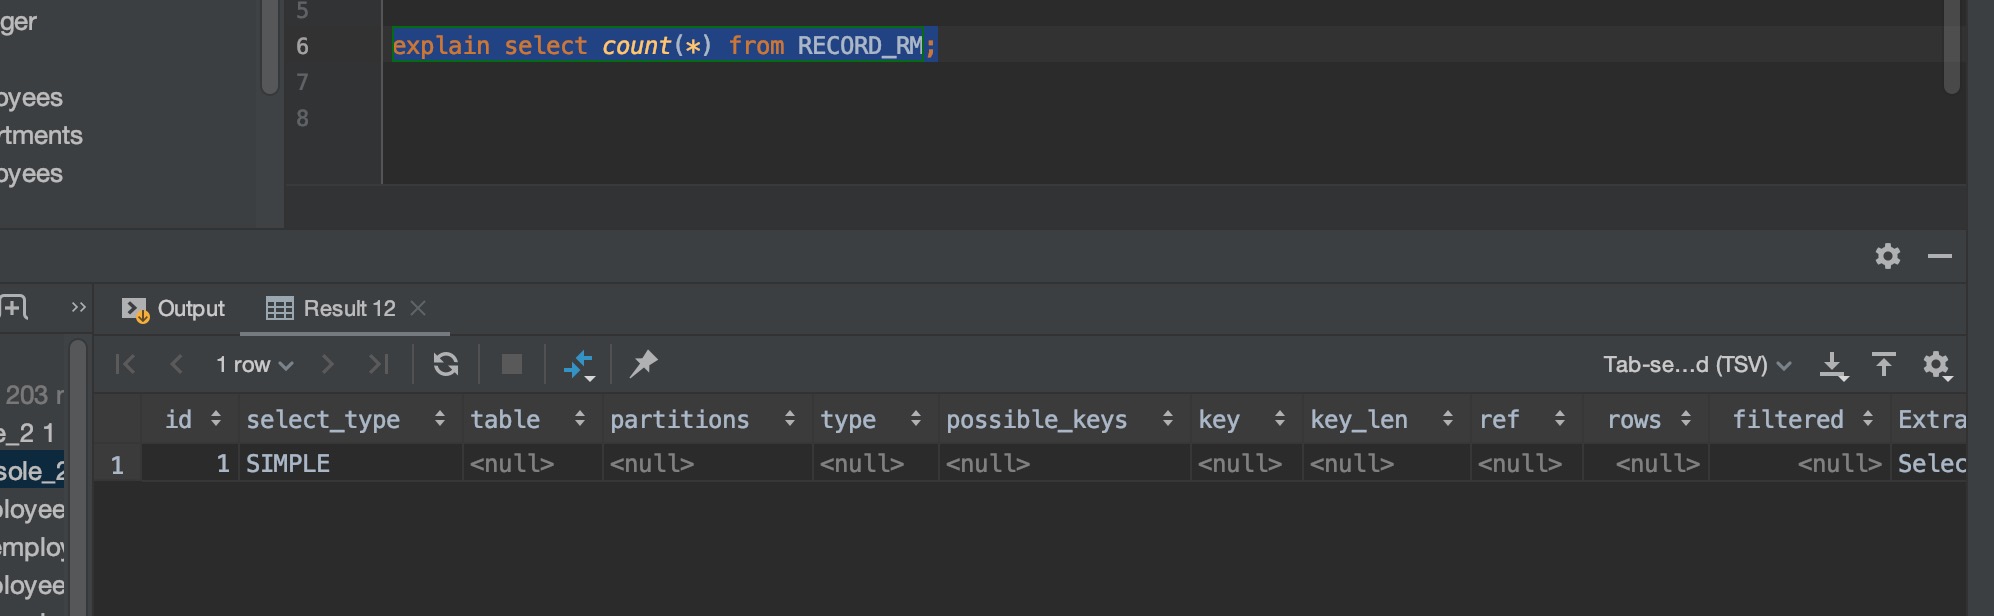 5
ger
6 explain select count(*) from RECORD_RM;
7
oyees
8
rtments
oyees
Output Result 12
1 row Tab-se...d (TSV)
203 r
id select_type table partitions type possible_keys key key_len ref rows filtered Extra
e_2 1
1 1 SIMPLE <null> <null> <null> <null> <null> <null> <null> <null> <null> Selec
sole_2
ployee
employ
ployee